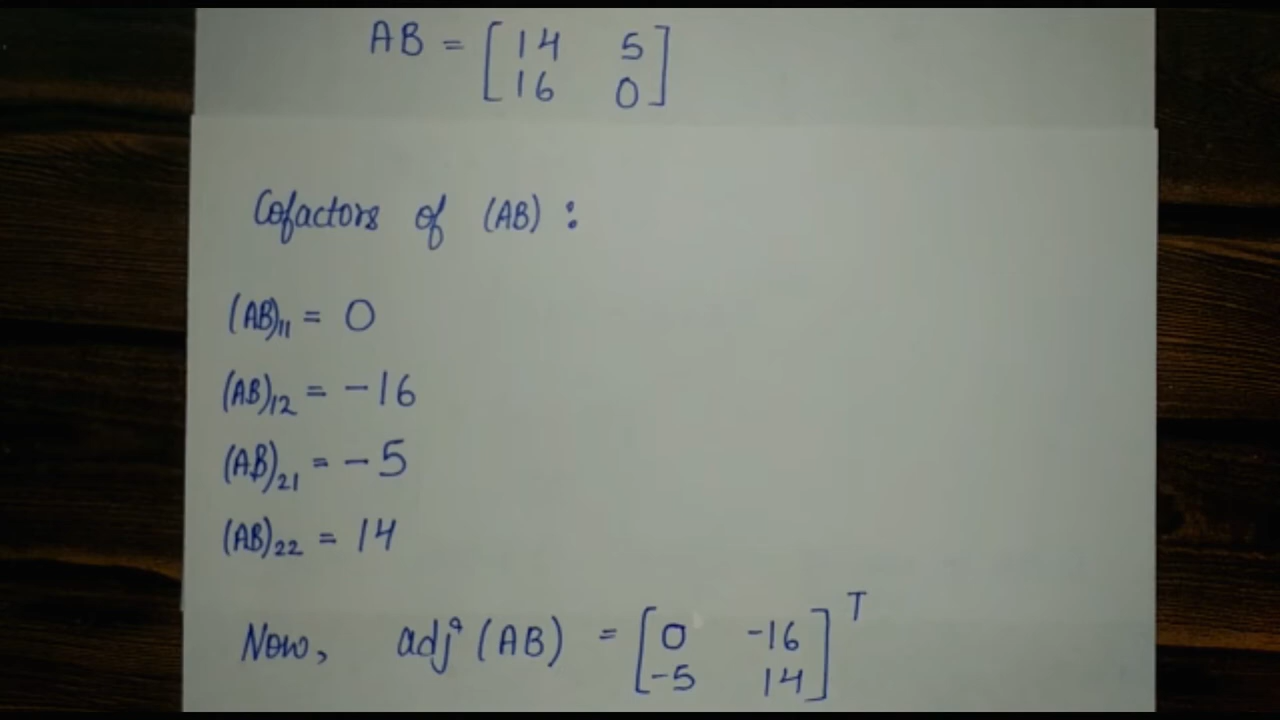 AB = [ 14 5
16 0 ]
Cofactors of (AB) :
(AB)₁₁ = 0
(AB)₁₂ = -16
(AB)₂₁ = -5
(AB)₂₂ = 14
Now, adj (AB) = [ 0 -16
-5 14 ]ᵀ